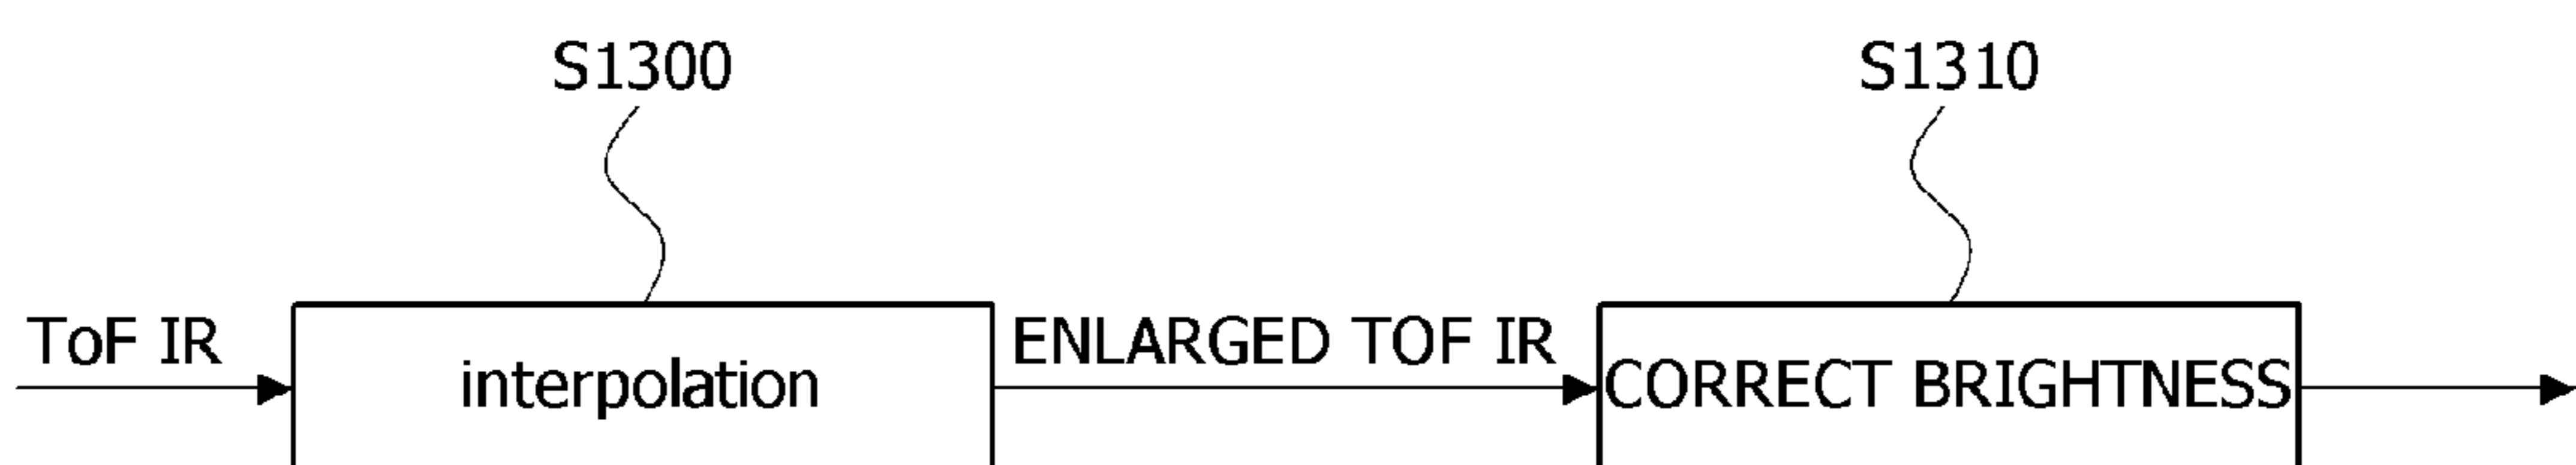 S1300
S1310
ToF IR
interpolation
ENLARGED TOF IR
CORRECT BRIGHTNESS